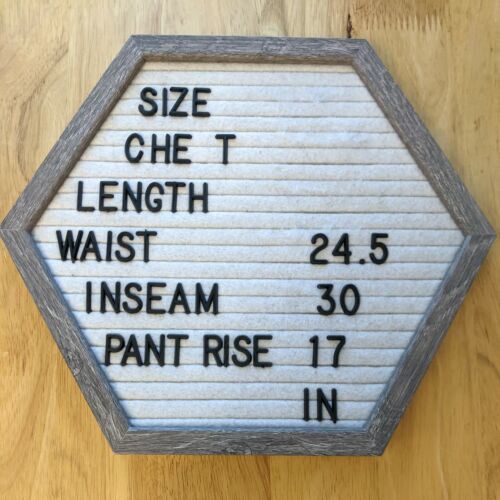 SIZE
CHE T
LENGTH
WAIST 24.5
INSEAM 30
PANT RISE 17
IN